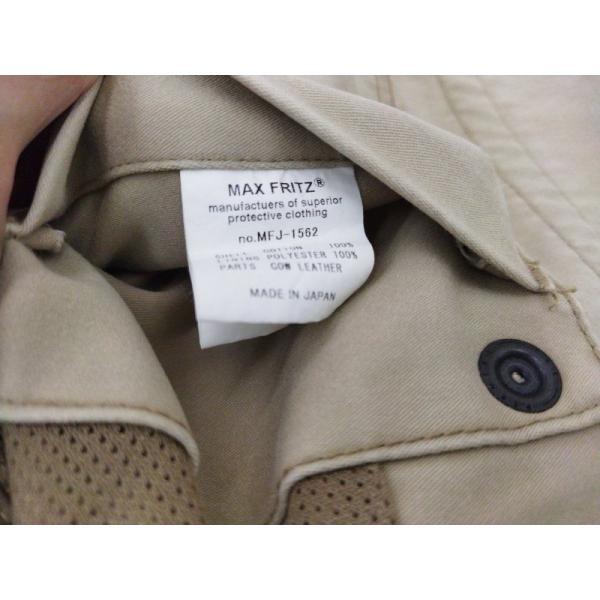 MAX FRITZ®
manufactuers of superior
protective clothing
no.MFJ-1562
SHELL COTTON 100%
LINING POLYESTER 100%
PARTS COW LEATHER
MADE IN JAPAN